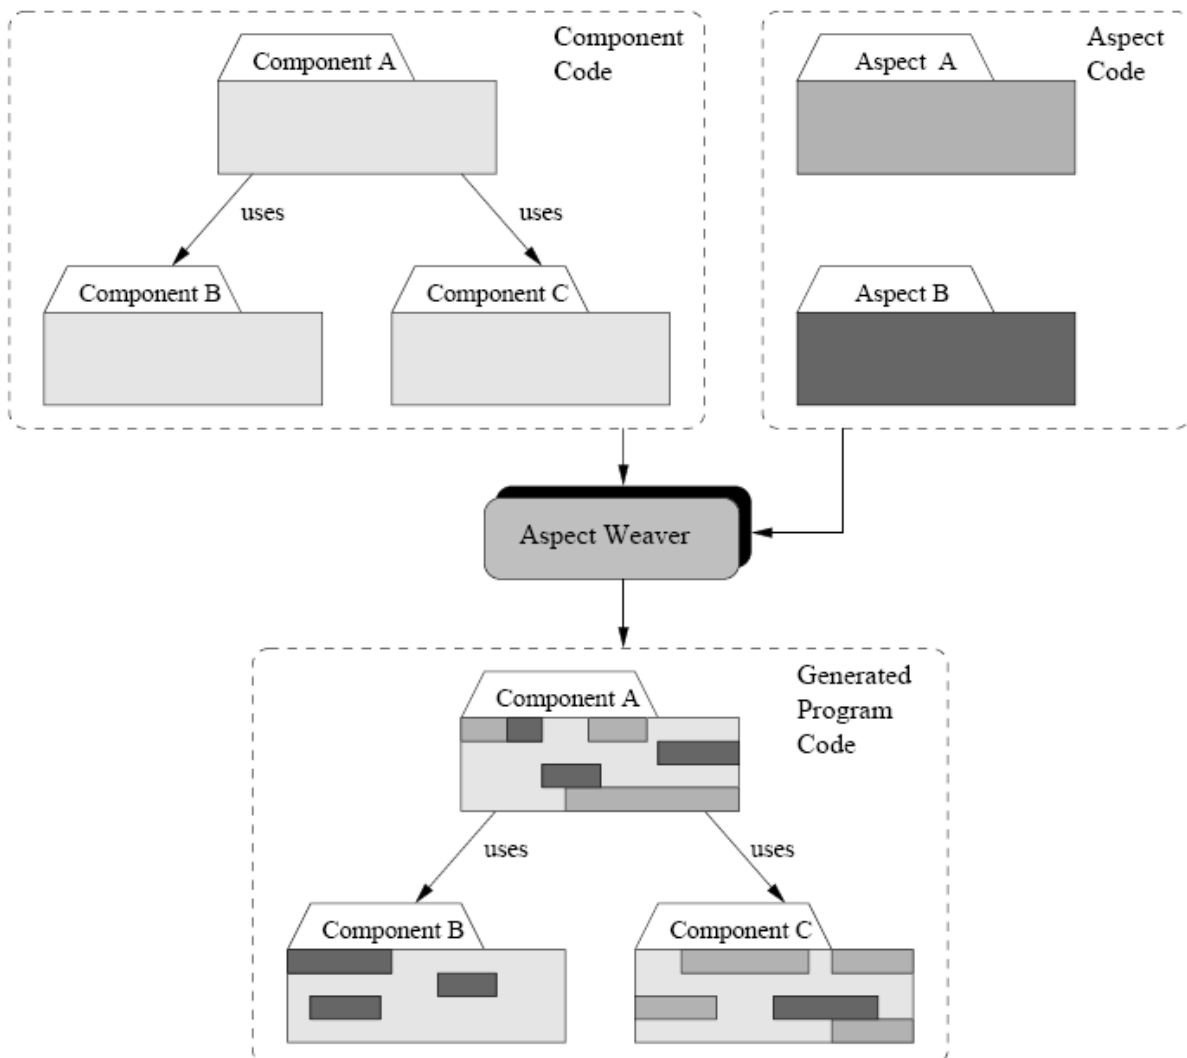 Component A
Component
Code
uses
uses
Component B
Component C
Aspect A
Aspect
Code
Aspect B
Aspect Weaver
Component A
Generated
Program
Code
uses
uses
Component B
Component C